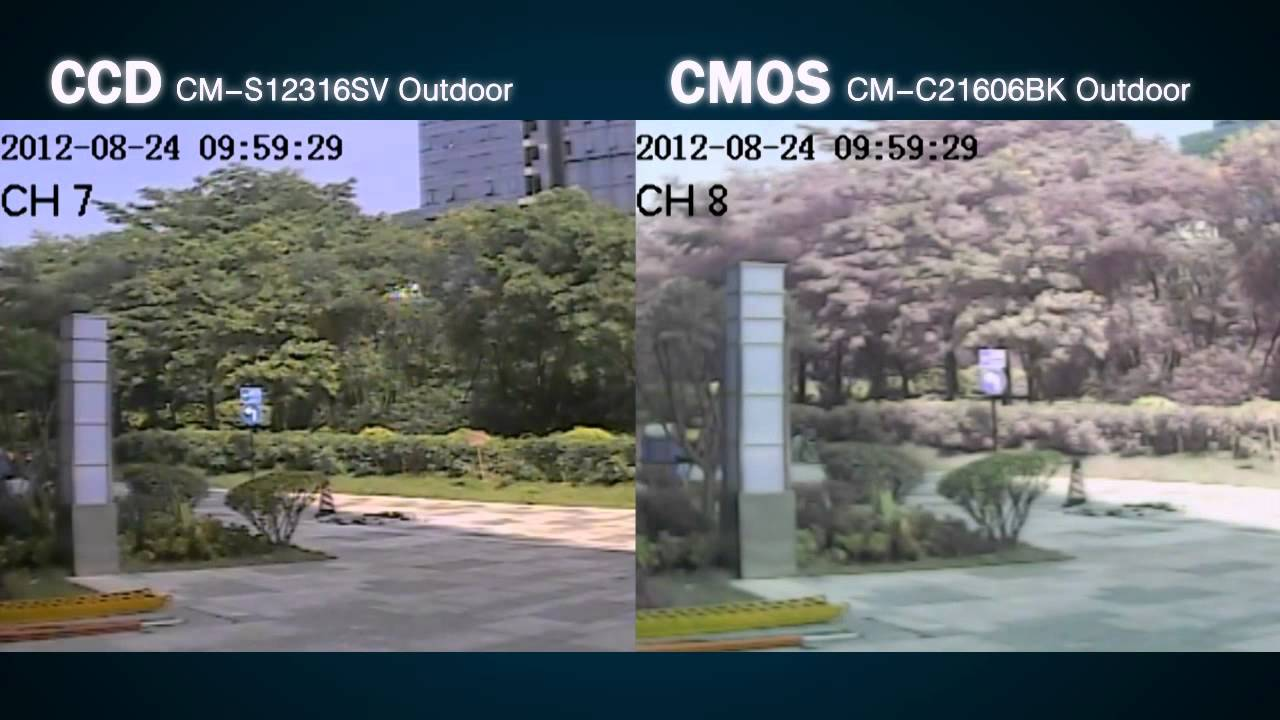 CCD CM-S12316SV Outdoor
CMOS CM-C21606BK Outdoor
2012-08-24 09:59:29
CH 7
2012-08-24 09:59:29
CH 8